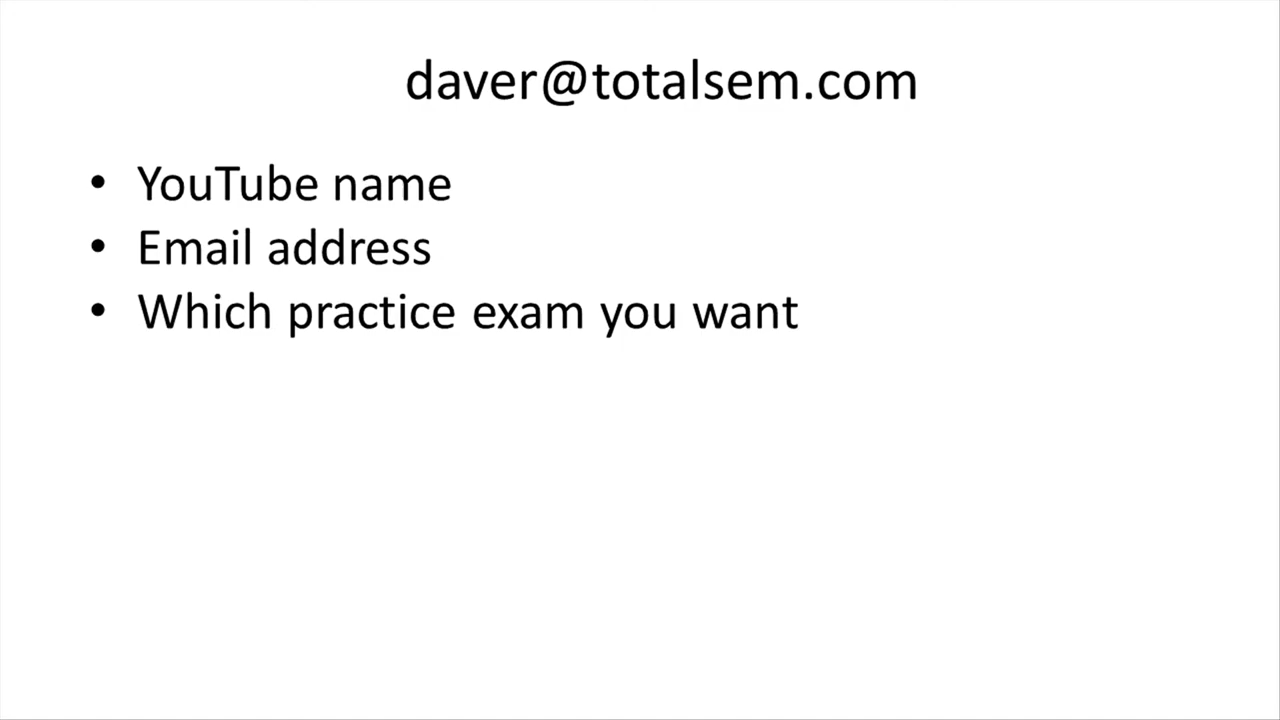 daver@totalsem.com
• YouTube name
• Email address
• Which practice exam you want